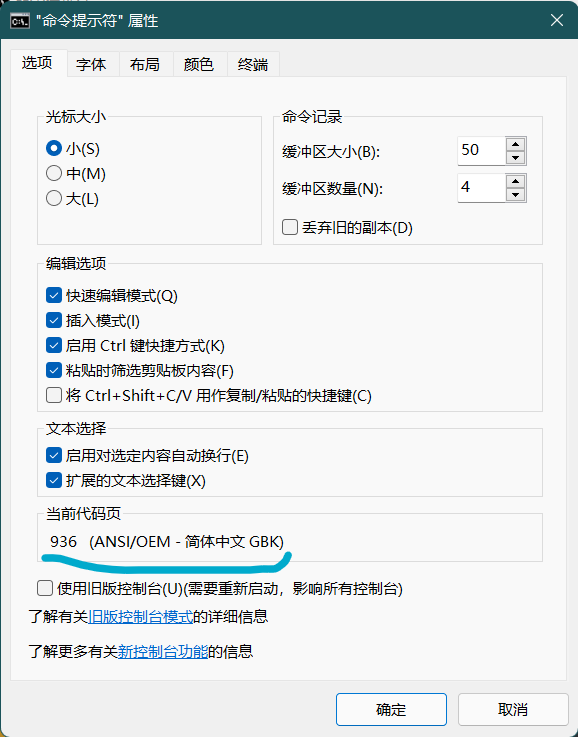 "命令提示符" 属性
选项 字体 布局 颜色 终端
光标大小
小(S)
中(M)
大(L)
命令记录
缓冲区大小(B): 50
缓冲区数量(N): 4
丢弃旧的副本(D)
编辑选项
快速编辑模式(Q)
插入模式(I)
启用 Ctrl 键快捷方式(K)
粘贴时筛选剪贴板内容(F)
将 Ctrl+Shift+C/V 用作复制/粘贴的快捷键(C)
文本选择
启用对选定内容自动换行(E)
扩展的文本选择键(X)
当前代码页
936 (ANSI/OEM - 简体中文 GBK)
使用旧版控制台(U)(需要重新启动，影响所有控制台)
了解有关旧版控制台模式的详细信息
了解更多有关新控制台功能的信息
确定 取消